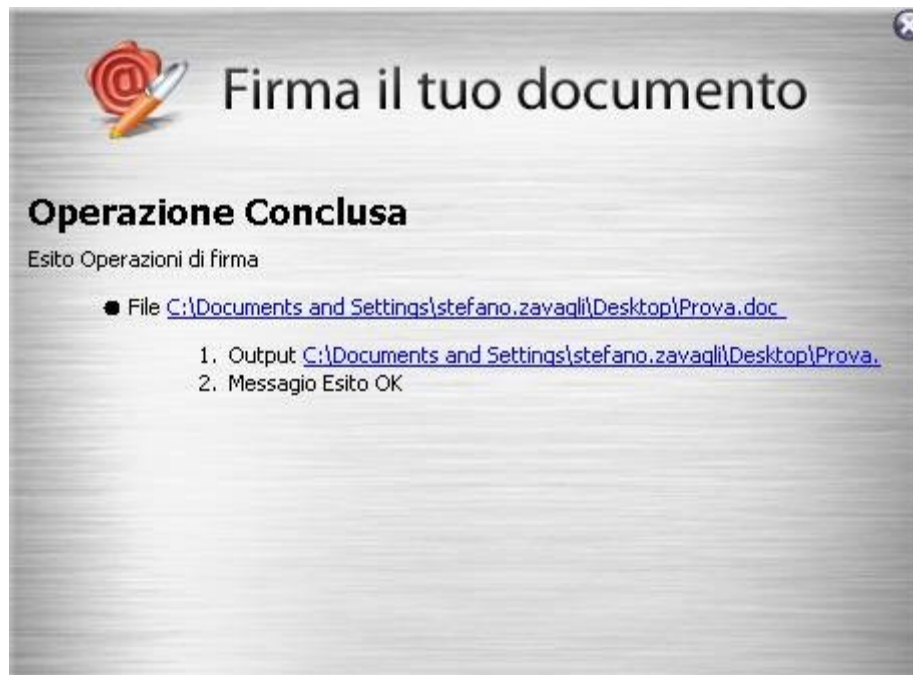 Firma il tuo documento
Operazione Conclusa
Esito Operazioni di firma
● File C:\Documents and Settings\stefano.zavagli\Desktop\Prova.doc
1. Output C:\Documents and Settings\stefano.zavagli\Desktop\Prova.
2. Messagio Esito OK